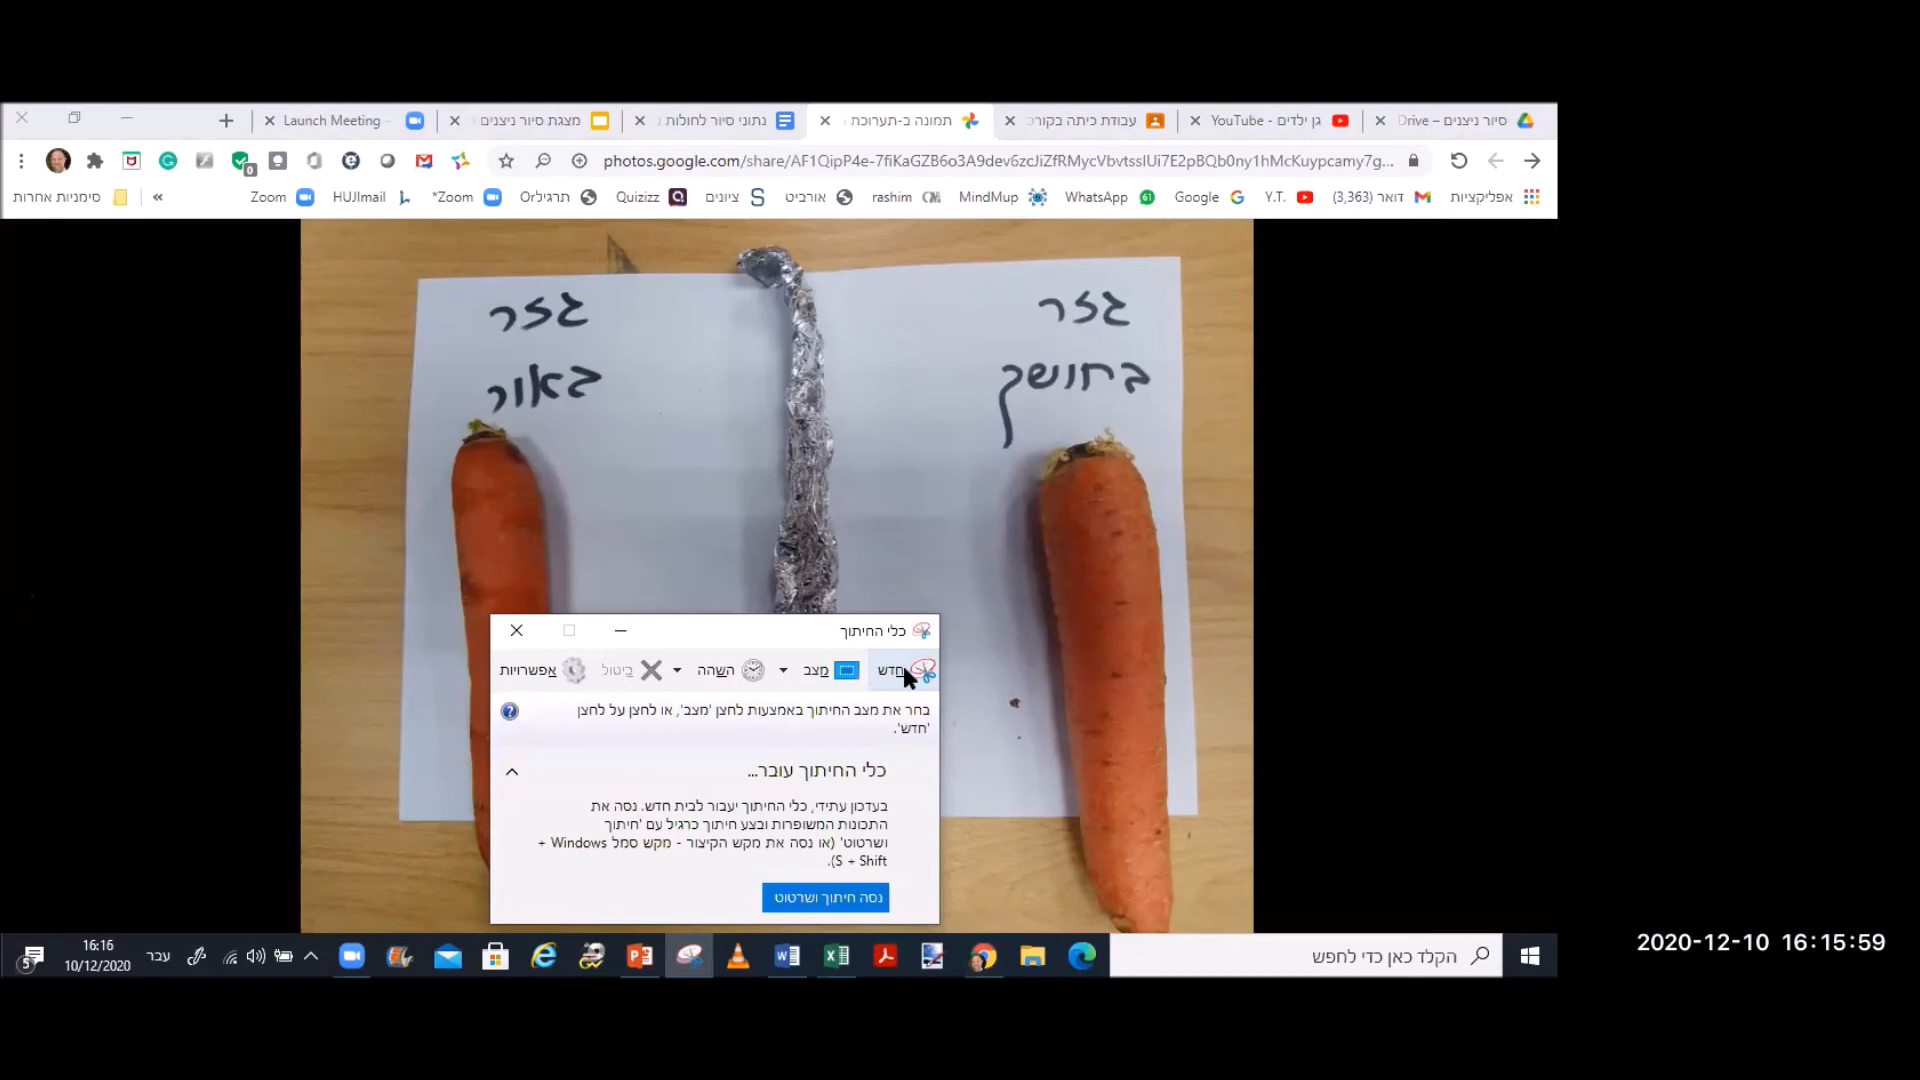 Launch Meeting
מצגת סיור ניצנים
נתוני סיור לחולות
תמונה ב-תערוכת
עבודת כיתה בקורס
גן ילדים - YouTube
סיור ניצנים – Drive
photos.google.com/share/AF1QipP4e-7fiKaGZB6o3A9dev6zcJiZfRMycVbvtssIUi7E2pBQb0ny1hMcKuypcamy7g...
אפליקציות
דואר (3,363)
Y.T.
Google
WhatsApp
MindMup
rashim
אורביט
ציונים
Quizizz
תרגילOr
Zoom*
HUJImail
Zoom
סימניות אחרות
גזר
בחושך
גזר
באור
כלי החיתוך
חדש
מצב
השהה
ביטול
אפשרויות
בחר את מצב החיתוך באמצעות לחצן 'מצב', או לחצן על לחצן
'חדש'.
כלי החיתוך עובר...
בעדכון עתידי, כלי החיתוך יעבור לבית חדש. נסה את
התכונות המשופרות ובצע חיתוך כרגיל עם 'חיתוך
ושרטוט' (או נסה את מקש הקיצור - מקש סמל Windows +
S + Shift).
נסה חיתוך ושרטוט
הקלד כאן כדי לחפש
עבר
16:16
10/12/2020
5
2020-12-10 16:15:59